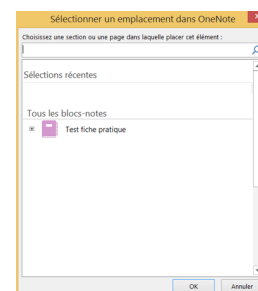 Sélectionner un emplacement dans OneNote
Choisissez une section ou une page dans laquelle placer cet élément :
Sélections récentes
Tous les blocs-notes
Test fiche pratique
OK Annuler